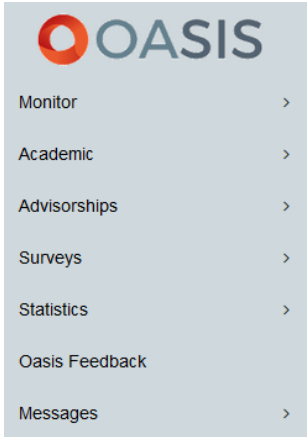 OASIS
Monitor
Academic
Advisorships
Surveys
Statistics
Oasis Feedback
Messages